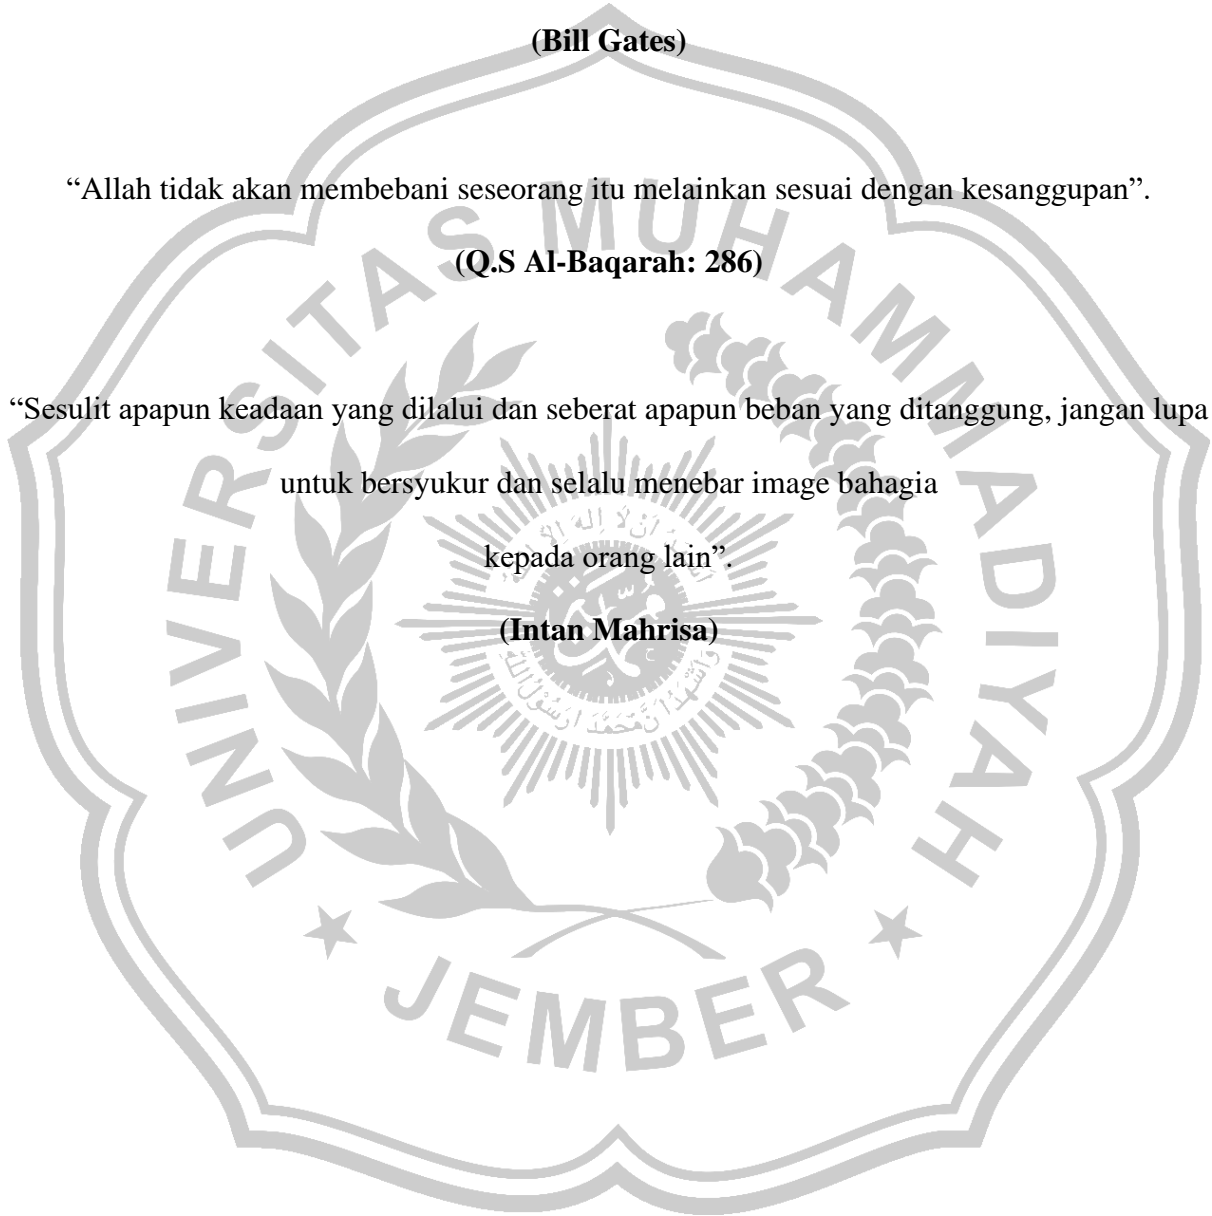 (Bill Gates)
“Allah tidak akan membebani seseorang itu melainkan sesuai dengan kesanggupan”.
(Q.S Al-Baqarah: 286)
“Sesulit apapun keadaan yang dilalui dan seberat apapun beban yang ditanggung, jangan lupa
untuk bersyukur dan selalu menebar image bahagia
kepada orang lain”.
(Intan Mahrisa)
UNIVERSITAS MUHAMMADIYAH
JEMBER